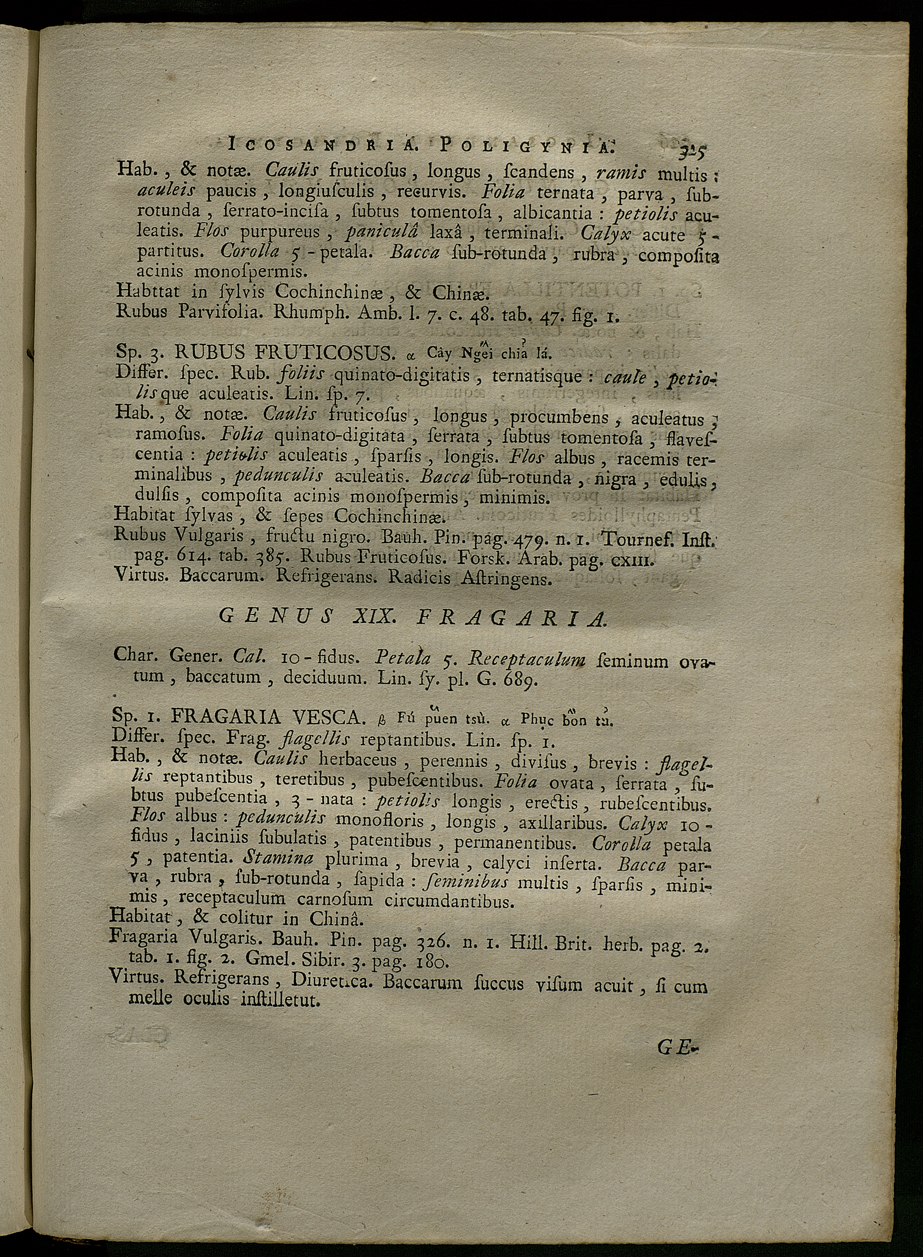 Icosandria. Poligynia. 325
Hab., & notæ. Caulis fruticoſus, longus, ſcandens, ramis multis:
aculeis paucis, longiuſculis, recurvis. Folia ternata, parva, ſub-
rotunda, ſerrato-inciſa, ſubtus tomentoſa, albicantia: petiolis acu-
leatis. Flos purpureus, paniculâ laxâ, terminali. Calyx acute 5-
partitus. Corolla 5-petala. Bacca ſub-rotunda, rubra, compoſita
acinis monoſpermis.
Habttat in ſylvis Cochinchinæ, & Chinæ.
Rubus Parvifolia. Rhumph. Amb. l. 7. c. 48. tab. 47. fig. 1.
Sp. 3. RUBUS FRUTICOSUS. α Cây Ngếi chiả lá.
Differ. ſpec. Rub. foliis quinato-digitatis, ternatisque: caule, petio-
lisque aculeatis. Lin. ſp. 7.
Hab., & notæ. Caulis fruticoſus, longus, procumbens, aculeatus,
ramoſus. Folia quinato-digitata, ſerrata, ſubtus tomentoſa, flaveſ-
centia: petiolis aculeatis, ſparſis, longis. Flos albus, racemis ter-
minalibus, pedunculis aculeatis. Bacca ſub-rotunda, nigra, edulis,
dulſis, compoſita acinis monoſpermis, minimis.
Habitat ſylvas, & ſepes Cochinchinæ.
Rubus Vulgaris, fructu nigro. Bauh. Pin. pag. 479. n. 1. Tournef. Inſt.
pag. 614. tab. 385. Rubus Fruticoſus. Forsk. Arab. pag. cxiii.
Virtus. Baccarum. Refrigerans. Radicis Aſtringens.
GENUS XIX. FRAGARIA.
Char. Gener. Cal. 10-fidus. Petala 5. Receptaculum ſeminum ova-
tum, baccatum, deciduum. Lin. ſy. pl. G. 689.
Sp. 1. FRAGARIA VESCA. β Fú puen tsù. α Phuc bôn tủ.
Differ. ſpec. Frag. flagellis reptantibus. Lin. ſp. 1.
Hab., & notæ. Caulis herbaceus, perennis, diviſus, brevis: flagel-
lis reptantibus, teretibus, pubeſcentibus. Folia ovata, ſerrata, ſu-
btus pubeſcentia, 3-nata: petiolis longis, erectis, rubeſcentibus.
Flos albus: pedunculis monofloris, longis, axillaribus. Calyx 10-
fidus, laciniis ſubulatis, patentibus, permanentibus. Corolla petala
5, patentia. Stamina plurima, brevia, calyci inſerta. Bacca par-
va, rubra, ſub-rotunda, ſapida: ſeminibus multis, ſparſis, mini-
mis, receptaculum carnoſum circumdantibus.
Habitat, & colitur in Chinâ.
Fragaria Vulgaris. Bauh. Pin. pag. 326. n. 1. Hill. Brit. herb. pag. 2.
tab. 1. fig. 2. Gmel. Sibir. 3. pag. 180.
Virtus. Refrigerans, Diuretica. Baccarum ſuccus viſum acuit, ſi cum
melle oculis inſtilletut.
GE-